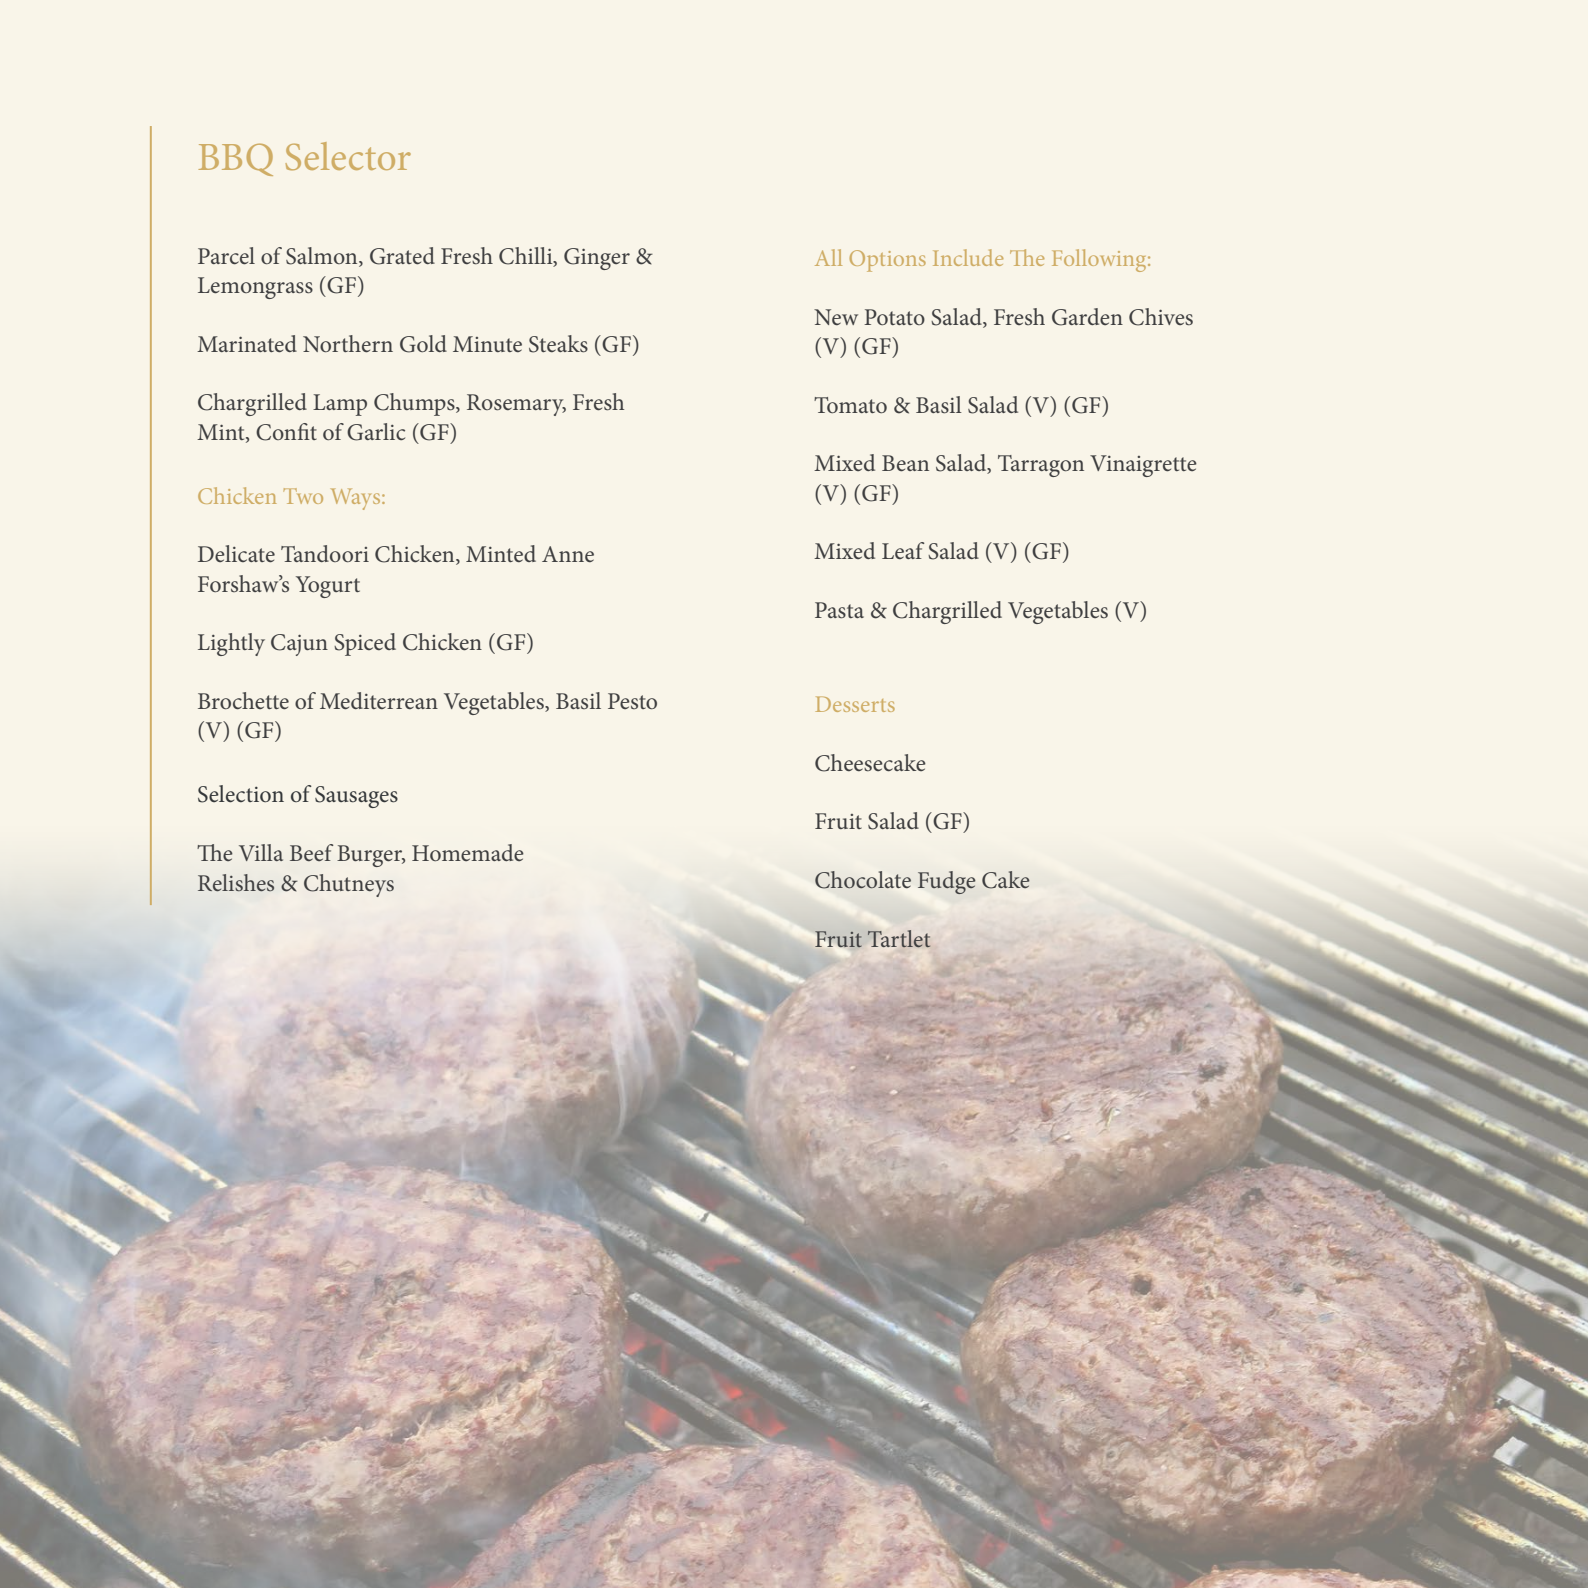 BBQ Selector
Parcel of Salmon, Grated Fresh Chilli, Ginger &
Lemongrass (GF)
Marinated Northern Gold Minute Steaks (GF)
Chargrilled Lamp Chumps, Rosemary, Fresh
Mint, Confit of Garlic (GF)
Chicken Two Ways:
Delicate Tandoori Chicken, Minted Anne
Forshaw’s Yogurt
Lightly Cajun Spiced Chicken (GF)
Brochette of Mediterrean Vegetables, Basil Pesto
(V) (GF)
Selection of Sausages
The Villa Beef Burger, Homemade
Relishes & Chutneys
All Options Include The Following:
New Potato Salad, Fresh Garden Chives
(V) (GF)
Tomato & Basil Salad (V) (GF)
Mixed Bean Salad, Tarragon Vinaigrette
(V) (GF)
Mixed Leaf Salad (V) (GF)
Pasta & Chargrilled Vegetables (V)
Desserts
Cheesecake
Fruit Salad (GF)
Chocolate Fudge Cake
Fruit Tartlet